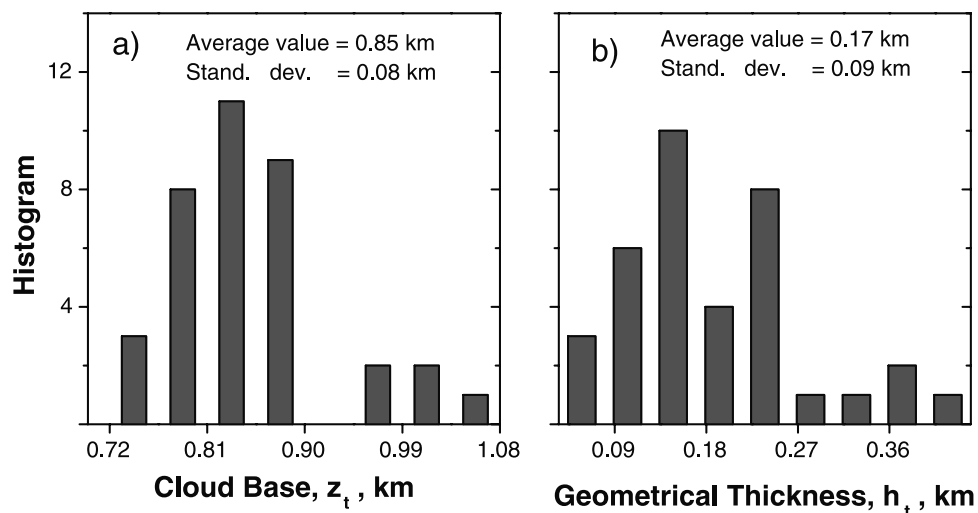 a)
Average value = 0.85 km
Stand. dev. = 0.08 km
12
8
4
Histogram
0.72 0.81 0.90 0.99 1.08
Cloud Base, z_t , km
b)
Average value = 0.17 km
Stand. dev. = 0.09 km
0.09 0.18 0.27 0.36
Geometrical Thickness, h_t , km